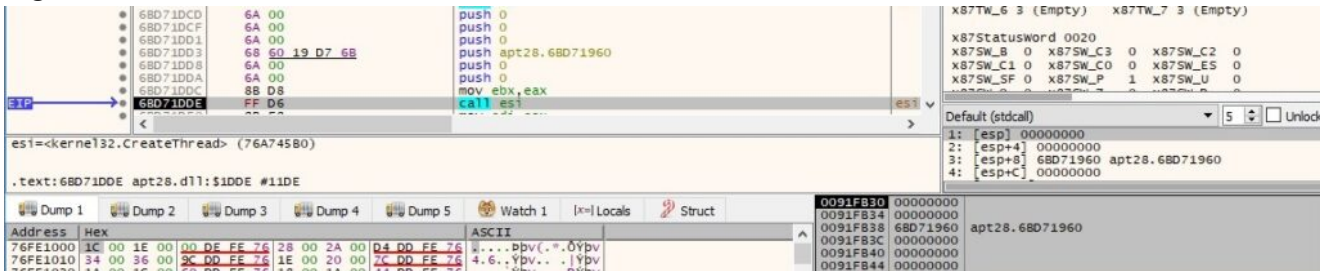 x87TW_6 3 (Empty) x87TW_7 3 (Empty)
6BD71DCD 6A 00 push 0
6BD71DCF 6A 00 push 0
6BD71DD1 6A 00 push 0
6BD71DD3 68 60 19 D7 6B push apt28.6BD71960
6BD71DD8 6A 00 push 0
6BD71DDA 6A 00 push 0
6BD71DDC 8B D8 mov ebx,eax
EIP 6BD71DDE FF D6 call esi esi
x87StatusWord 0020
x87SW_B 0 x87SW_C3 0 x87SW_C2 0
x87SW_C1 0 x87SW_C0 0 x87SW_ES 0
x87SW_SF 0 x87SW_P 1 x87SW_U 0
Default (stdcall) 5 Unlock
1: [esp] 00000000
2: [esp+4] 00000000
3: [esp+8] 6BD71960 apt28.6BD71960
4: [esp+C] 00000000
esi=<kernel32.CreateThread> (76A745B0)
.text:6BD71DDE apt28.dll:$1DDE #11DE
Dump 1 Dump 2 Dump 3 Dump 4 Dump 5 Watch 1 [x=] Locals Struct
Address Hex ASCII
76FE1000 1C 00 1E 00 00 DE FE 76 28 00 2A 00 D4 DD FE 76 .....Þþv(.*.ÔÝþv
76FE1010 34 00 36 00 9C DD FE 76 1E 00 20 00 7C DD FE 76 4.6..Ýþv.. .|Ýþv
0091FB30 00000000
0091FB34 00000000
0091FB38 6BD71960 apt28.6BD71960
0091FB3C 00000000
0091FB40 00000000
0091FB44 00000000